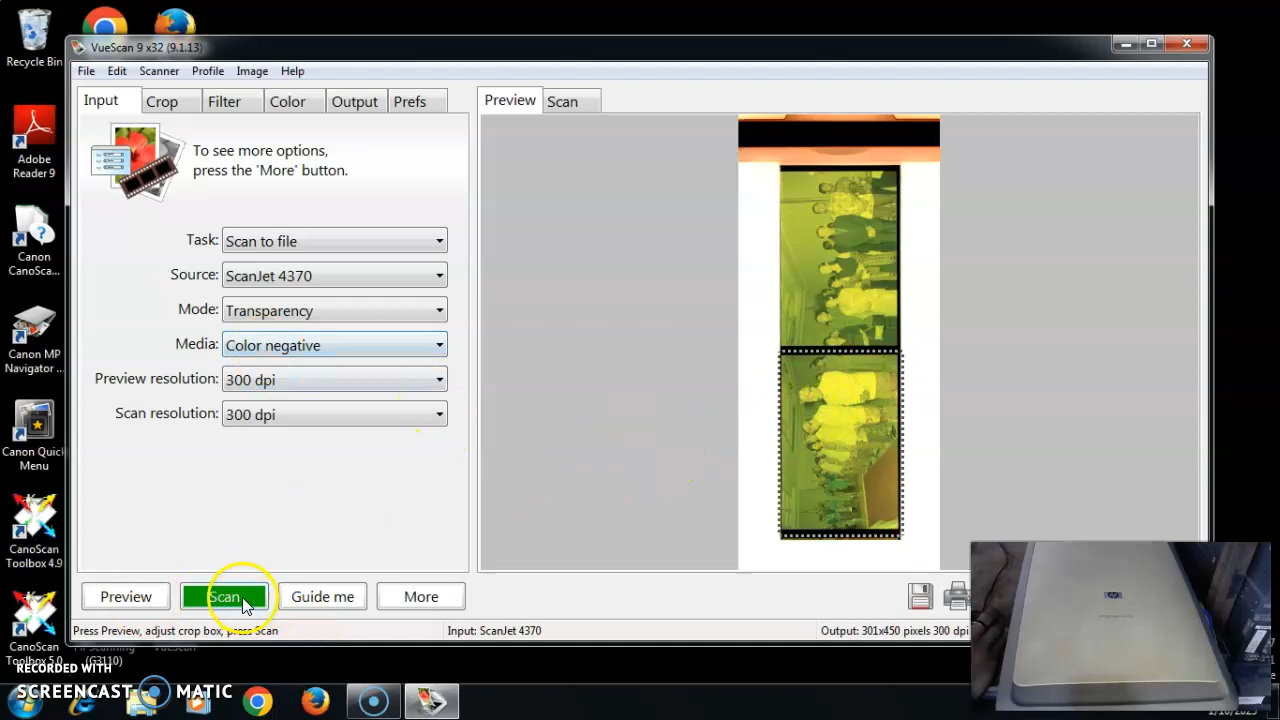 Recycle Bin
Adobe Reader 9
Canon CanoSca...
Canon MP Navigator ...
Canon Quick Menu
CanoScan Toolbox 4.9
CanoScan Toolbox 5.0
VueScan 9 x32 (9.1.13)
File Edit Scanner Profile Image Help
Input Crop Filter Color Output Prefs
Preview Scan
To see more options,
press the 'More' button.
Task: Scan to file
Source: ScanJet 4370
Mode: Transparency
Media: Color negative
Preview resolution: 300 dpi
Scan resolution: 300 dpi
Preview Scan Guide me More
Press Preview, adjust crop box, press Scan
Input: ScanJet 4370
Output: 301x450 pixels 300 dpi
(G3110)
RECORDED WITH
SCREENCAST MATIC